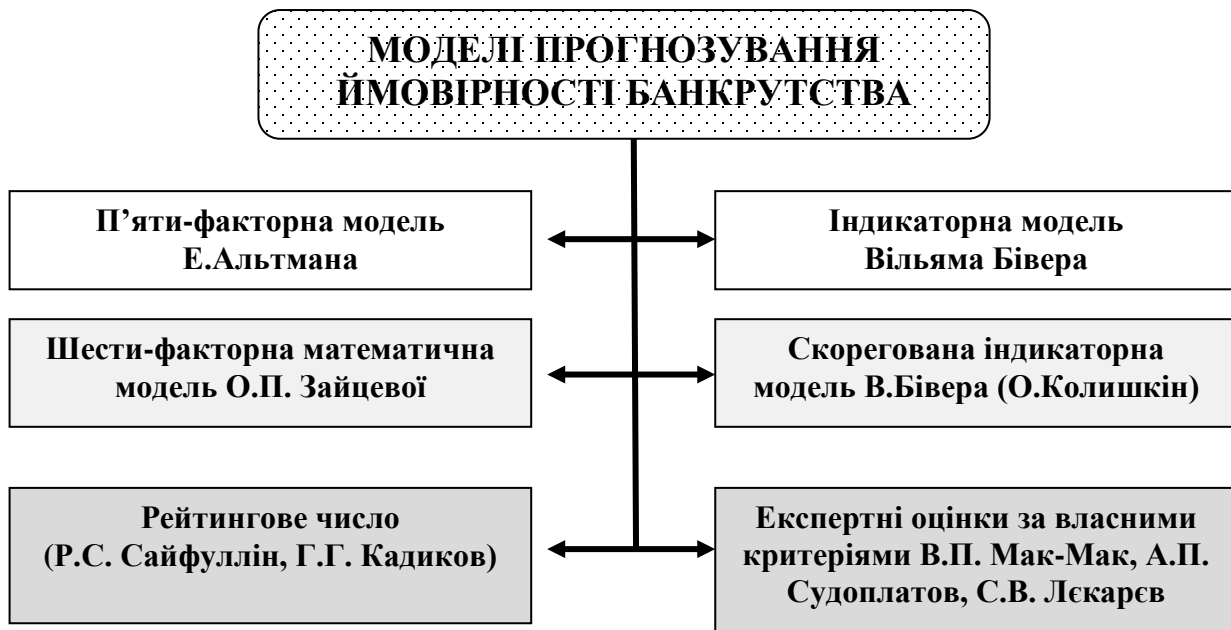 МОДЕЛІ ПРОГНОЗУВАННЯ
ЙМОВІРНОСТІ БАНКРУТСТВА
П’яти-факторна модель
Е.Альтмана
Індикаторна модель
Вільяма Бівера
Шести-факторна математична
модель О.П. Зайцевої
Скорегована індикаторна
модель В.Бівера (О.Колишкін)
Рейтингове число
(Р.С. Сайфуллін, Г.Г. Кадиков)
Експертні оцінки за власними
критеріями В.П. Мак-Мак, А.П.
Судоплатов, С.В. Лєкарєв